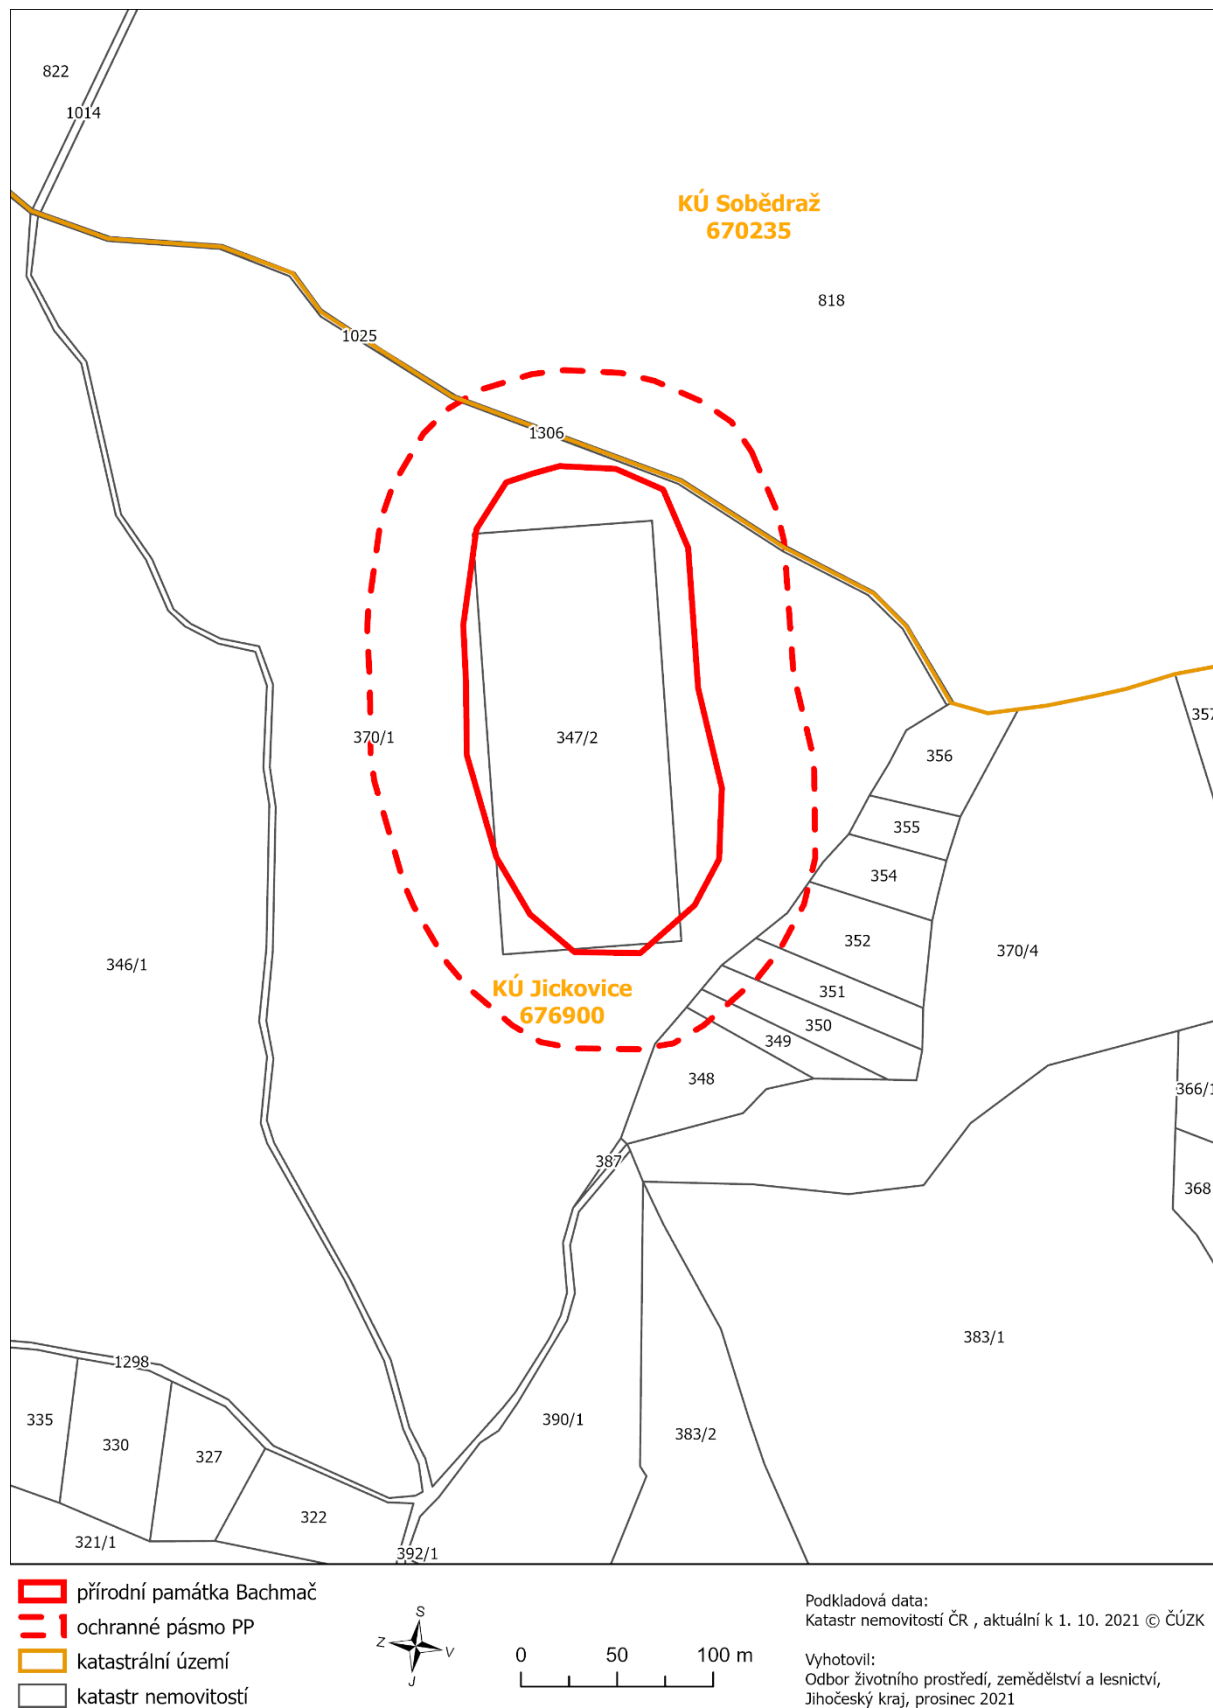 822
1014
KÚ Sobědraž
670235
818
1025
1306
357
370/1
347/2
356
355
354
352
370/4
346/1
351
KÚ Jickovice
676900
350
349
348
366/1
387
368
383/1
1298
335
330
327
390/1
383/2
322
321/1
392/1
přírodní památka Bachmač
ochranné pásmo PP
katastrální území
katastr nemovitostí
S
Z
V
J
0 50 100 m
Podkladová data:
Katastr nemovitostí ČR , aktuální k 1. 10. 2021 © ČÚZK
Vyhotovil:
Odbor životního prostředí, zemědělství a lesnictví,
Jihočeský kraj, prosinec 2021